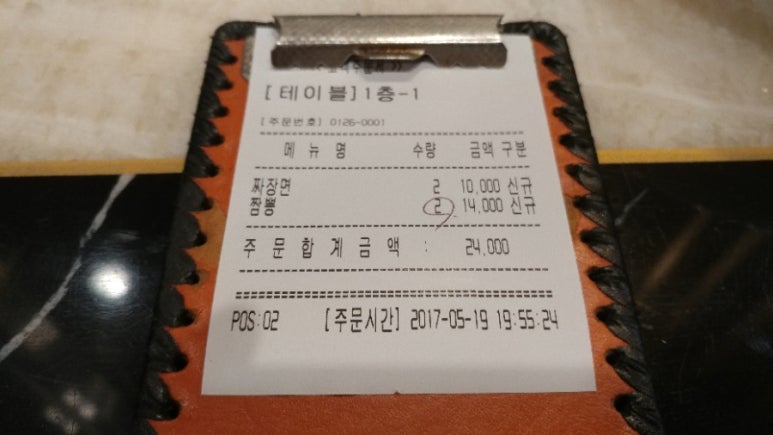 [테이블]1층-1
[주문번호] 0126-0001
메 뉴 명 수량 금액 구분
짜장면 2 10,000 신규
짬뽕 2 14,000 신규
주 문 합 계 금 액 : 24,000
POS:02 [주문시간] 2017-05-19 19:55:24